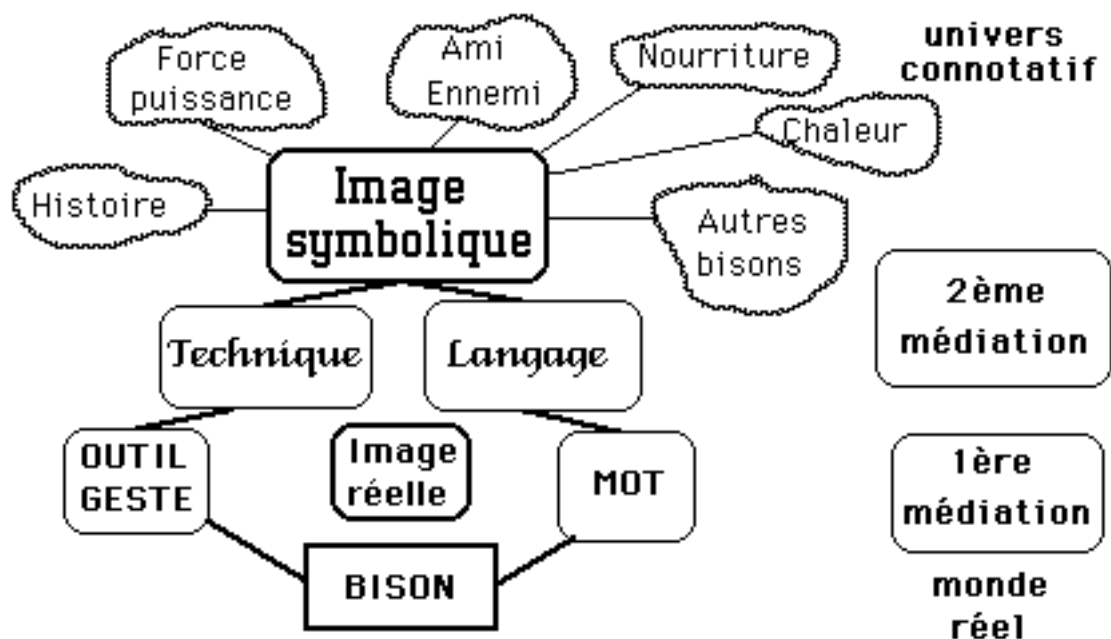 Force
puissance
Ami
Ennemi
Nourriture
univers
connotatif
Chaleur
Histoire
Image
symbolique
Autres
bisons
Technique
Langage
2ème
médiation
OUTIL
GESTE
Image
réelle
MOT
1ère
médiation
BISON
monde
réel